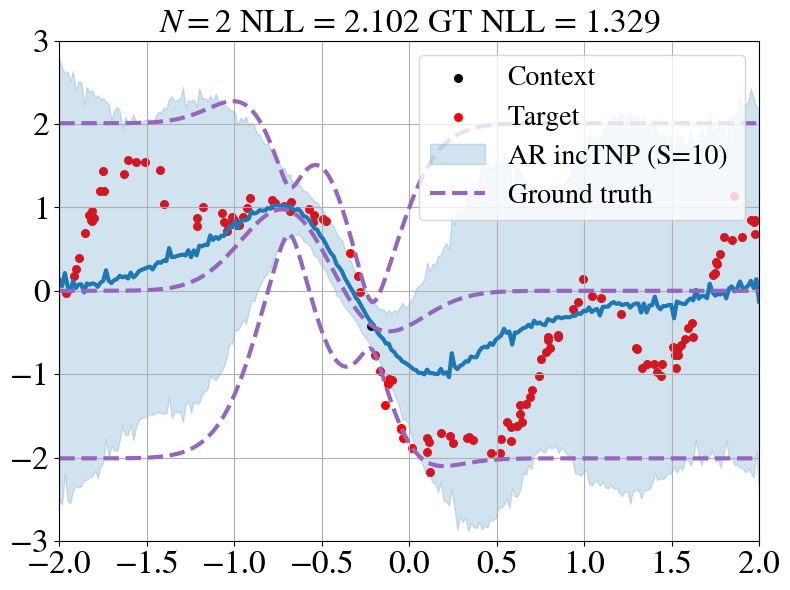 N = 2 NLL = 2.102 GT NLL = 1.329
3
2
1
0
−1
−2
−3
Context
Target
AR incTNP (S=10)
Ground truth
−2.0 −1.5 −1.0 −0.5 0.0 0.5 1.0 1.5 2.0